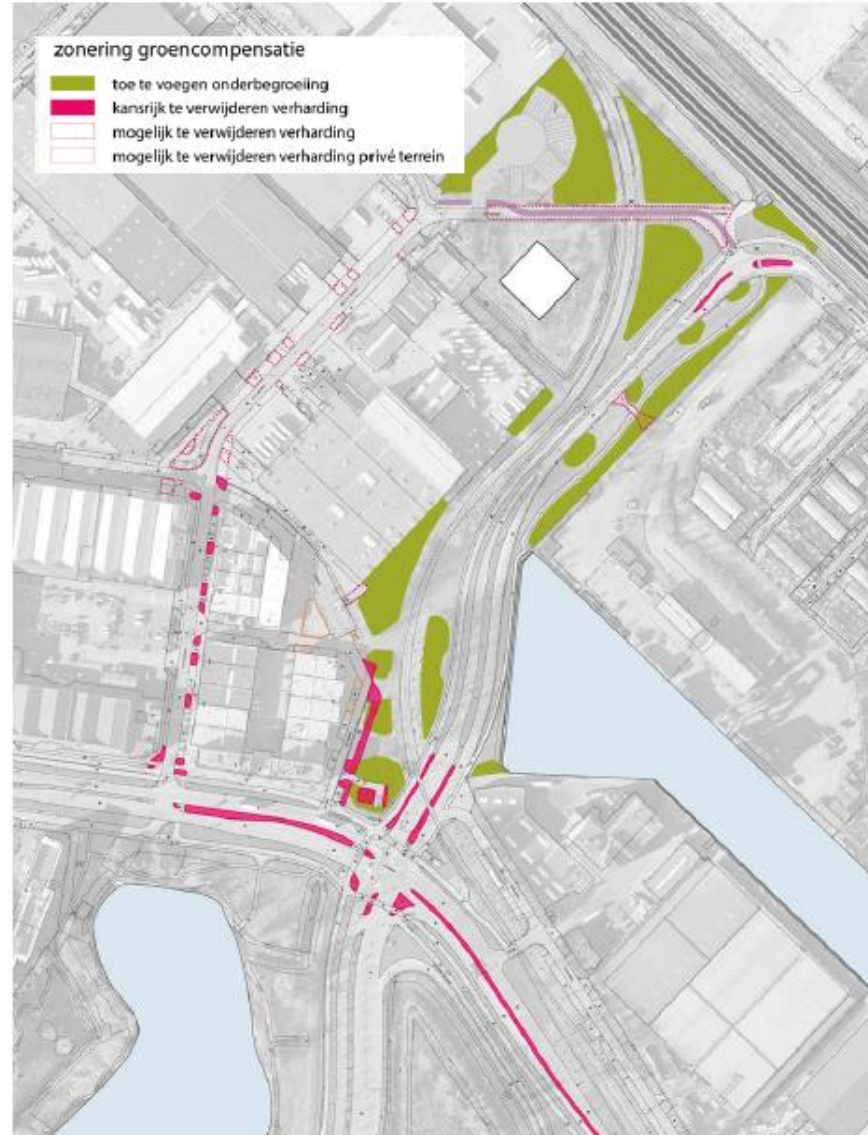 zonering groencompensatie
toe te voegen onderbegroeiing
kansrijk te verwijderen verharding
mogelijk te verwijderen verharding
mogelijk te verwijderen verharding privé terrein